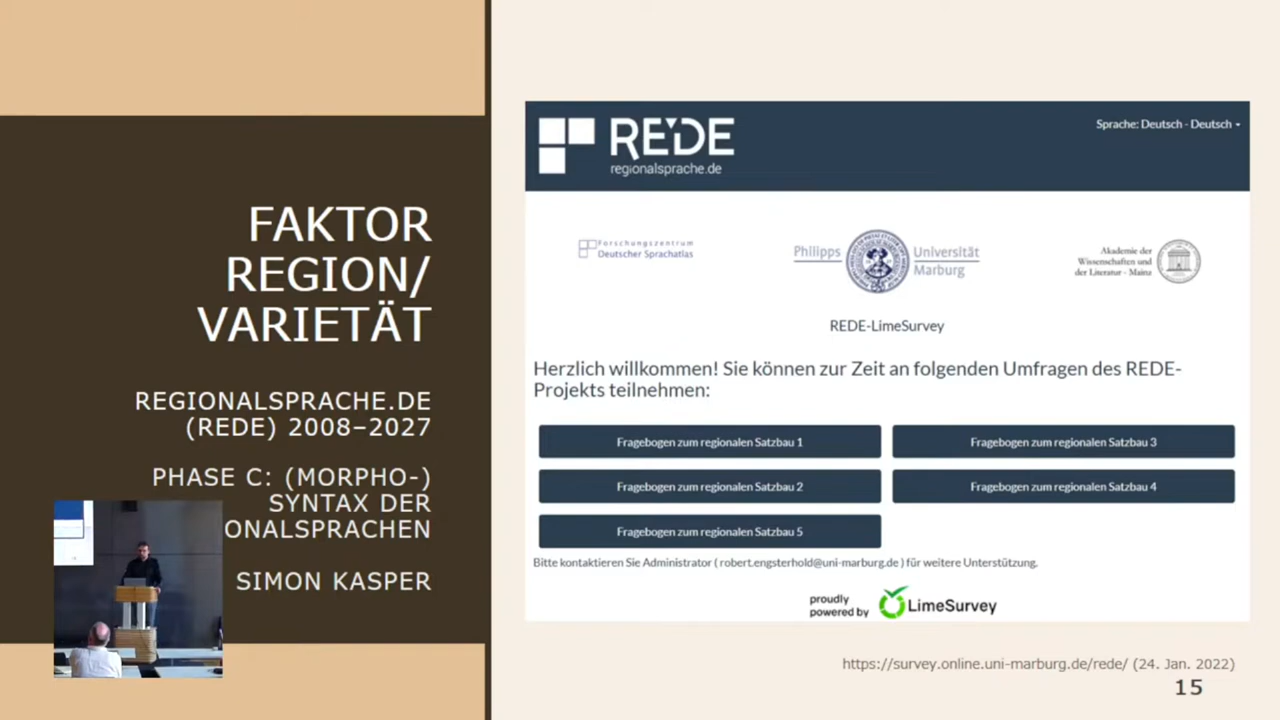 FAKTOR
REGION/
VARIETÄT
REGIONALSPRACHE.DE
(REDE) 2008–2027
PHASE C: (MORPHO-)
SYNTAX DER
ONALSPRACHEN
SIMON KASPER
REDE
regionalsprache.de
Sprache: Deutsch - Deutsch
Forschungszentrum
Deutscher Sprachatlas
Philipps
Universität
Marburg
Akademie der
Wissenschaften und
der Literatur - Mainz
REDE-LimeSurvey
Herzlich willkommen! Sie können zur Zeit an folgenden Umfragen des REDE-
Projekts teilnehmen:
Fragebogen zum regionalen Satzbau 1
Fragebogen zum regionalen Satzbau 3
Fragebogen zum regionalen Satzbau 2
Fragebogen zum regionalen Satzbau 4
Fragebogen zum regionalen Satzbau 5
Bitte kontaktieren Sie Administrator ( robert.engsterhold@uni-marburg.de ) für weitere Unterstützung.
proudly
powered by
LimeSurvey
https://survey.online.uni-marburg.de/rede/ (24. Jan. 2022)
15